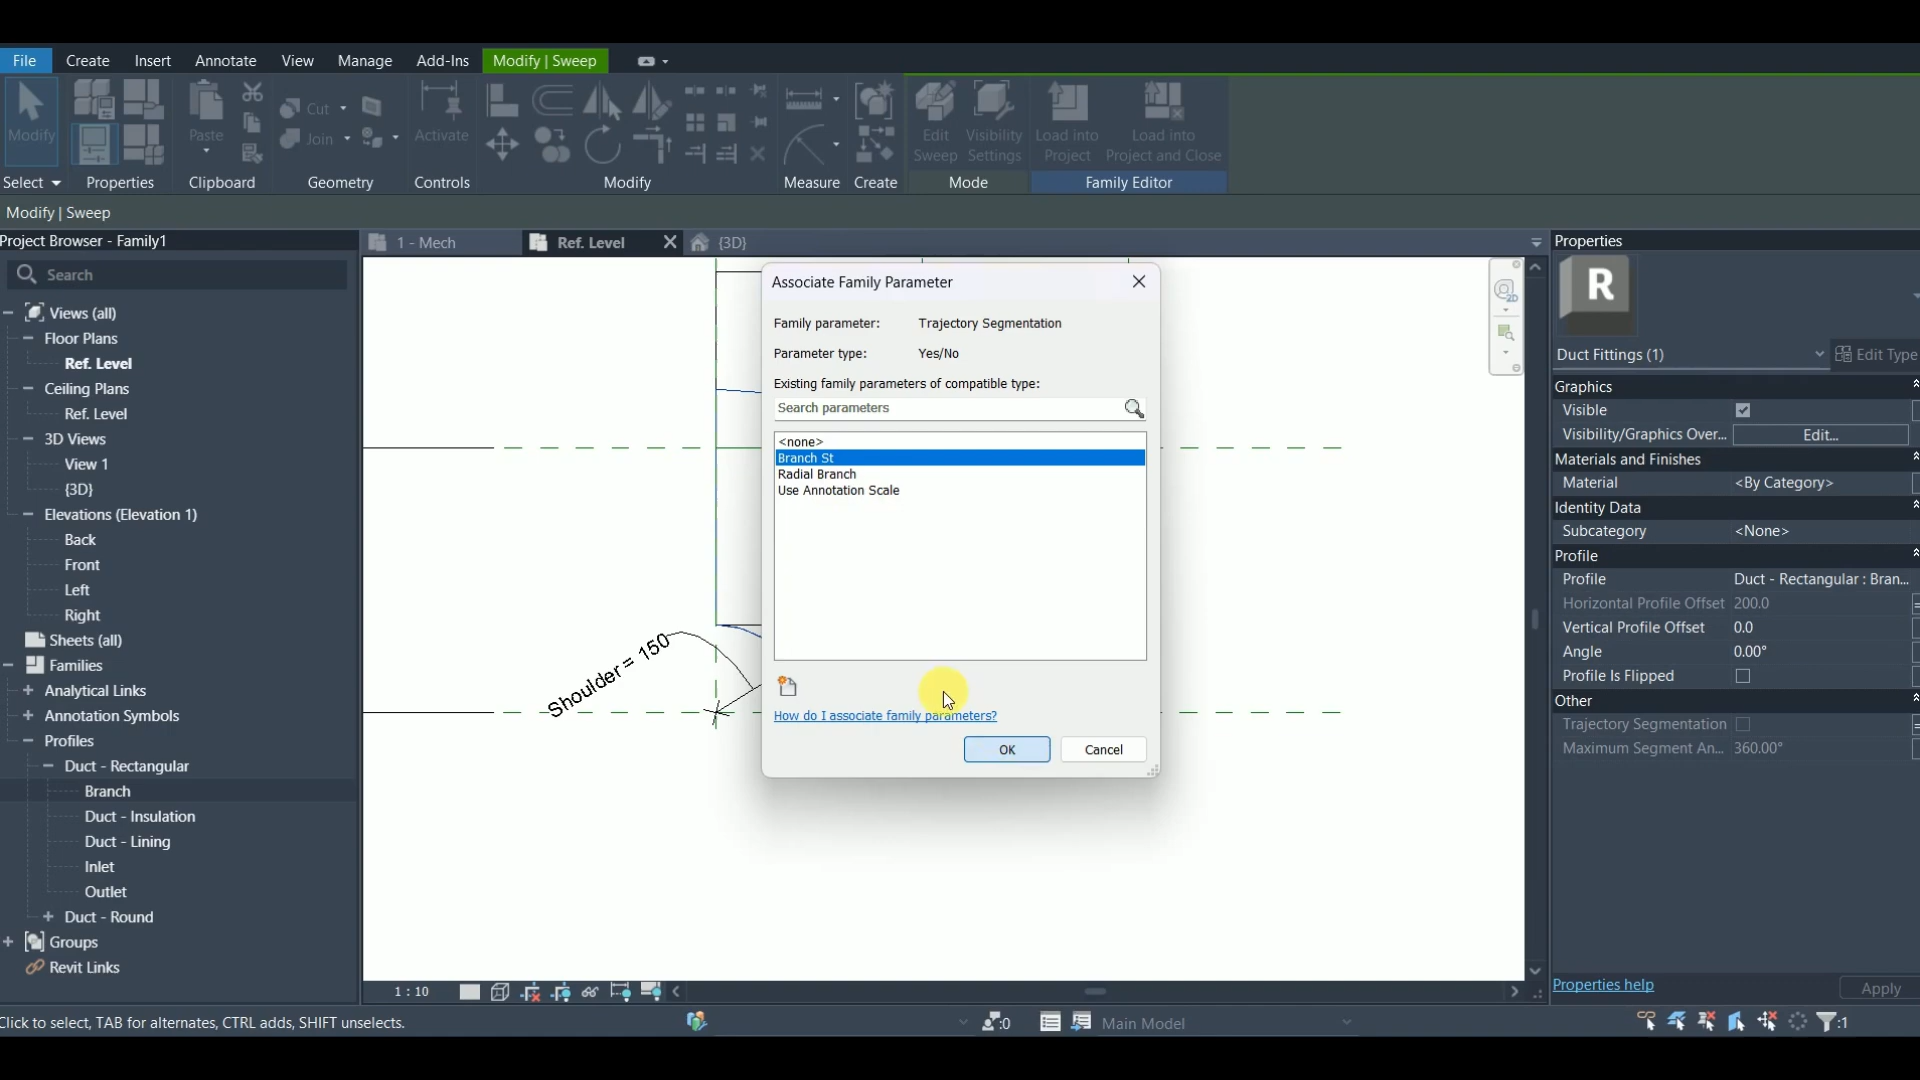 File Create Insert Annotate View Manage Add-Ins Modify | Sweep
Modify Paste Cut Join Activate Edit Sweep Visibility Settings Load into Project Load into Project and Close
Select Properties Clipboard Geometry Controls Modify Measure Create Mode Family Editor
Modify | Sweep
Project Browser - Family1
Search
Views (all)
Floor Plans
Ref. Level
Ceiling Plans
Ref. Level
3D Views
View 1
{3D}
Elevations (Elevation 1)
Back
Front
Left
Right
Sheets (all)
Families
Analytical Links
Annotation Symbols
Profiles
Duct - Rectangular
Branch
Duct - Insulation
Duct - Lining
Inlet
Outlet
Duct - Round
Groups
Revit Links
1 - Mech Ref. Level {3D}
Shoulder = 150
Associate Family Parameter
Family parameter: Trajectory Segmentation
Parameter type: Yes/No
Existing family parameters of compatible type:
Search parameters
<none>
Branch St
Radial Branch
Use Annotation Scale
How do I associate family parameters?
OK Cancel
2D
Properties
R
Duct Fittings (1) Edit Type
Graphics
Visible
Visibility/Graphics Over... Edit...
Materials and Finishes
Material <By Category>
Identity Data
Subcategory <None>
Profile
Profile Duct - Rectangular : Bran...
Horizontal Profile Offset 200.0
Vertical Profile Offset 0.0
Angle 0.00°
Profile Is Flipped
Other
Trajectory Segmentation
Maximum Segment An... 360.00°
Properties help Apply
1 : 10
Click to select, TAB for alternates, CTRL adds, SHIFT unselects. :0 Main Model :1